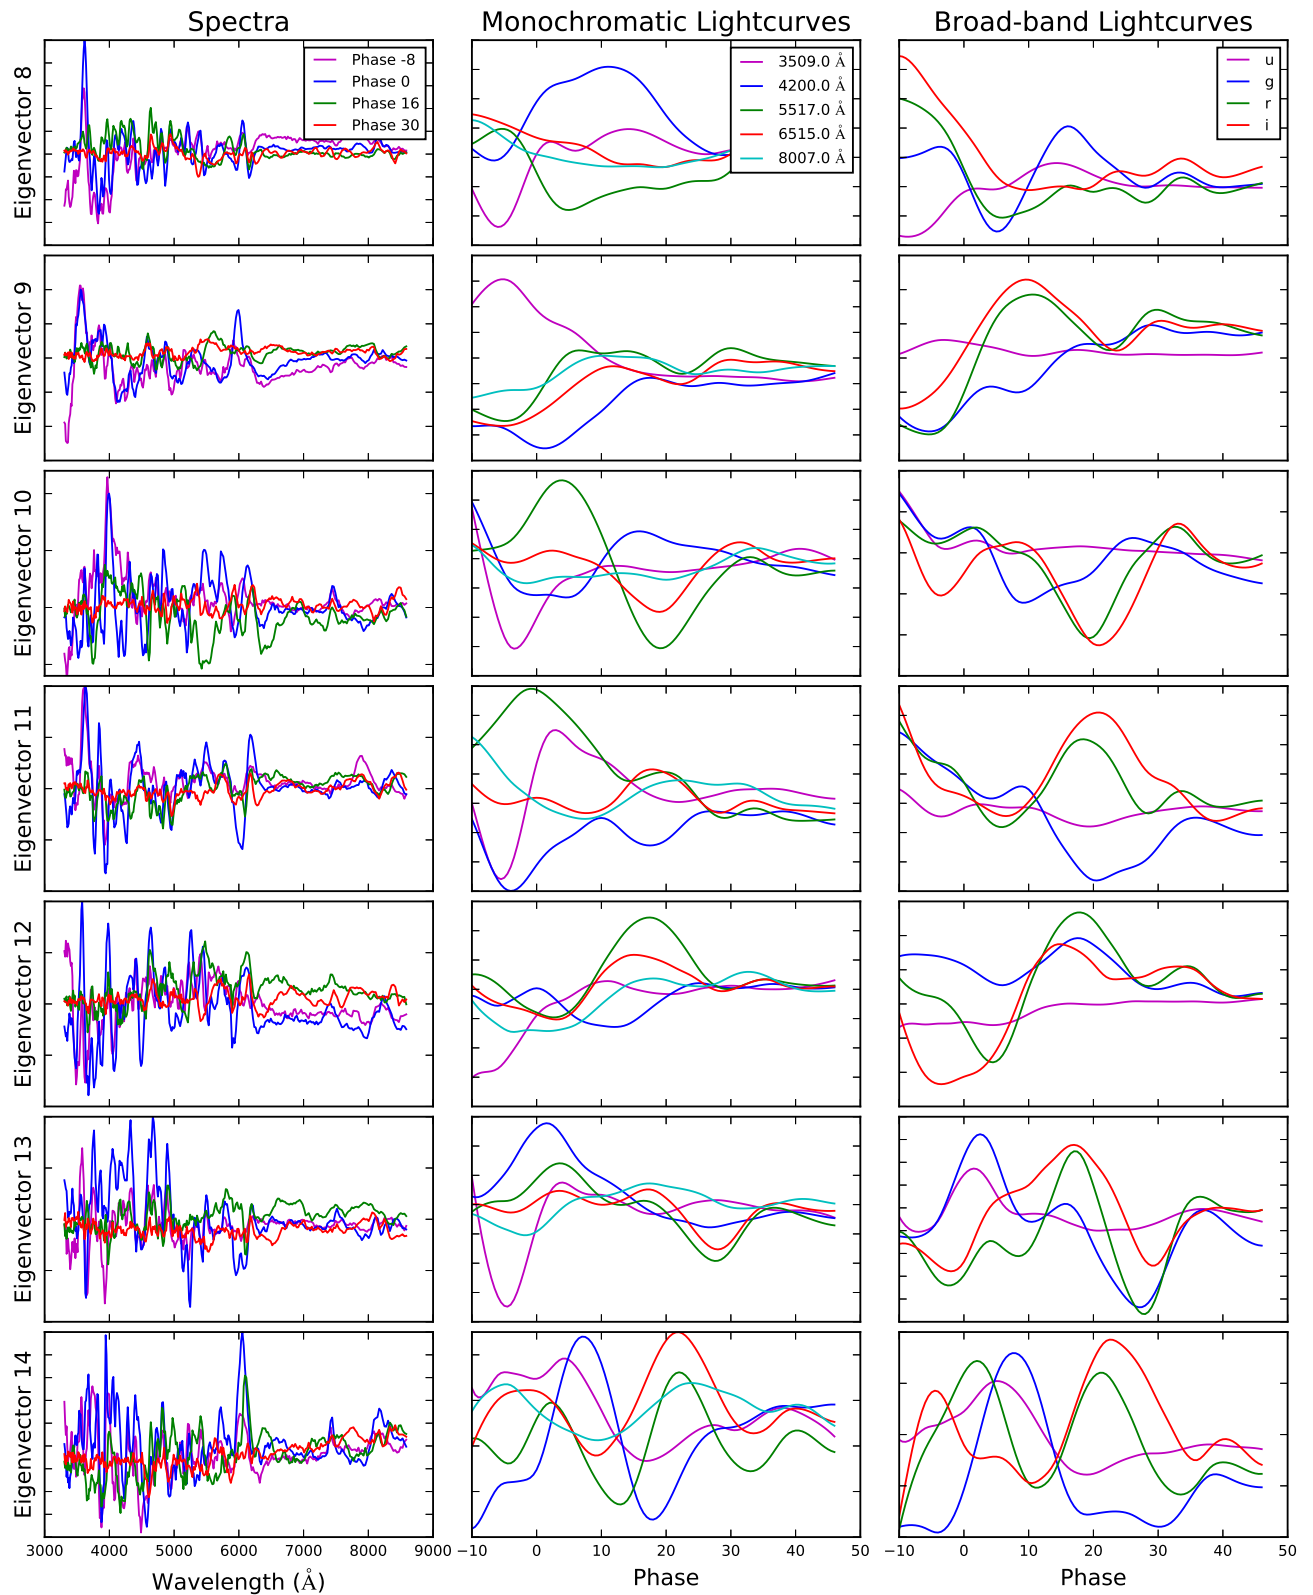 Spectra
Monochromatic Lightcurves
Broad-band Lightcurves
Eigenvector 8
Phase -8
Phase 0
Phase 16
Phase 30
3509.0 Å
4200.0 Å
5517.0 Å
6515.0 Å
8007.0 Å
u
g
r
i
Eigenvector 9
Eigenvector 10
Eigenvector 11
Eigenvector 12
Eigenvector 13
Eigenvector 14
3000 4000 5000 6000 7000 8000 9000
−10 0 10 20 30 40 50
−10 0 10 20 30 40 50
Wavelength (Å)
Phase
Phase